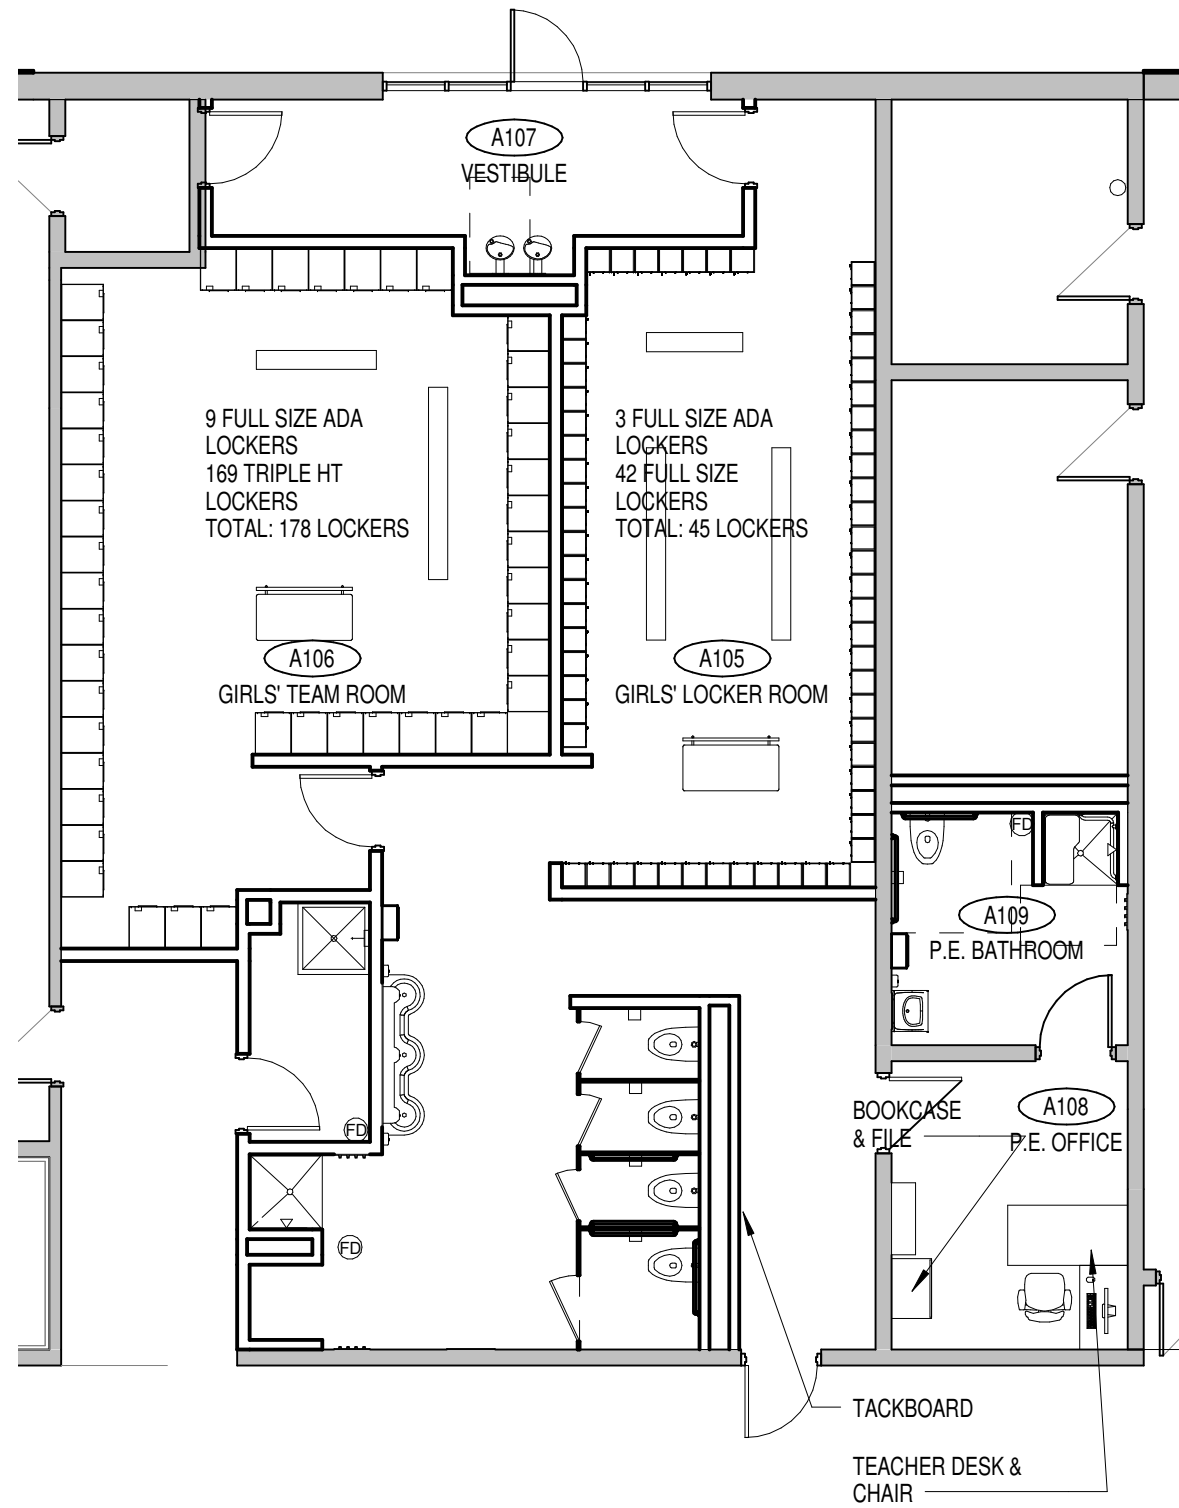 A107
VESTIBULE
9 FULL SIZE ADA
LOCKERS
169 TRIPLE HT
LOCKERS
TOTAL: 178 LOCKERS
3 FULL SIZE ADA
LOCKERS
42 FULL SIZE
LOCKERS
TOTAL: 45 LOCKERS
A106
GIRLS' TEAM ROOM
A105
GIRLS' LOCKER ROOM
FD
A109
P.E. BATHROOM
BOOKCASE
& FILE
A108
P.E. OFFICE
FD
FD
TACKBOARD
TEACHER DESK &
CHAIR